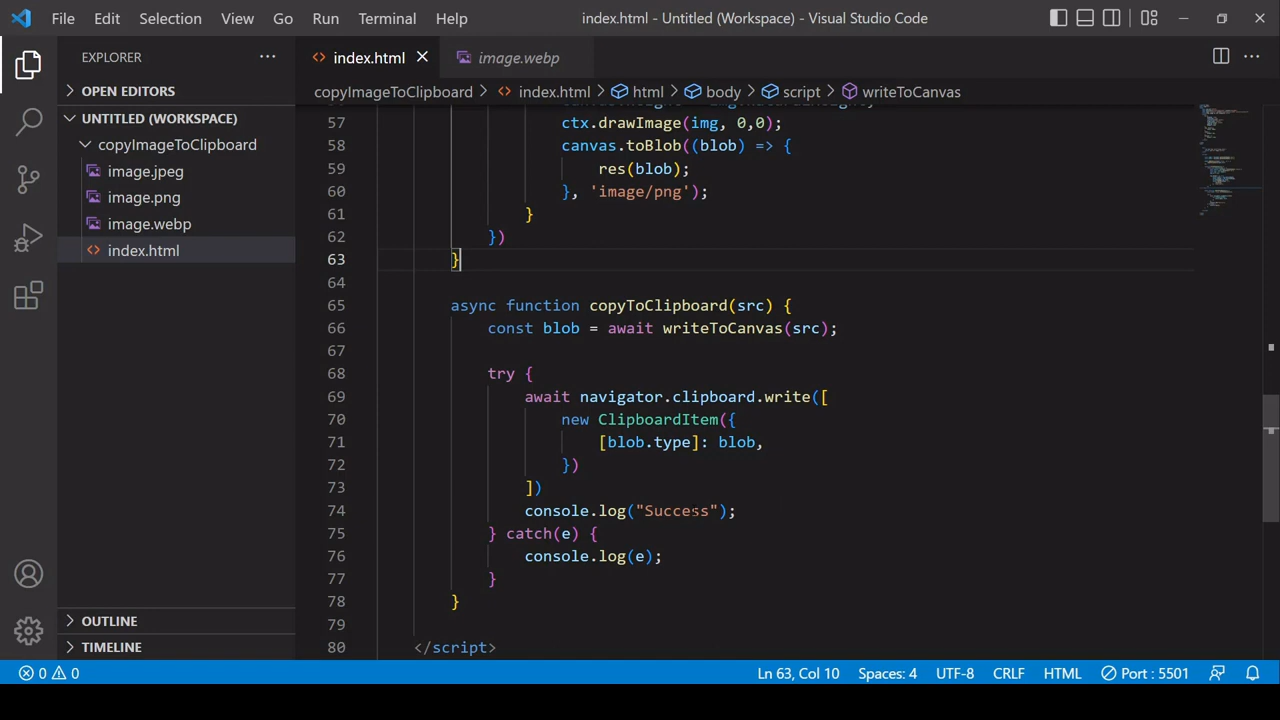 File Edit Selection View Go Run Terminal Help index.html - Untitled (Workspace) - Visual Studio Code
EXPLORER
OPEN EDITORS
UNTITLED (WORKSPACE)
copyImageToClipboard
image.jpeg
image.png
image.webp
index.html
OUTLINE
TIMELINE
index.html image.webp
copyImageToClipboard > index.html > html > body > script > writeToCanvas
57 ctx.drawImage(img, 0,0);
58 canvas.toBlob((blob) => {
59 res(blob);
60 }, 'image/png');
61 }
62 })
63 }
64
65 async function copyToClipboard(src) {
66 const blob = await writeToCanvas(src);
67
68 try {
69 await navigator.clipboard.write([
70 new ClipboardItem({
71 [blob.type]: blob,
72 })
73 ])
74 console.log("Success");
75 } catch(e) {
76 console.log(e);
77 }
78 }
79
80 </script>
0 0 Ln 63, Col 10 Spaces: 4 UTF-8 CRLF HTML Port : 5501